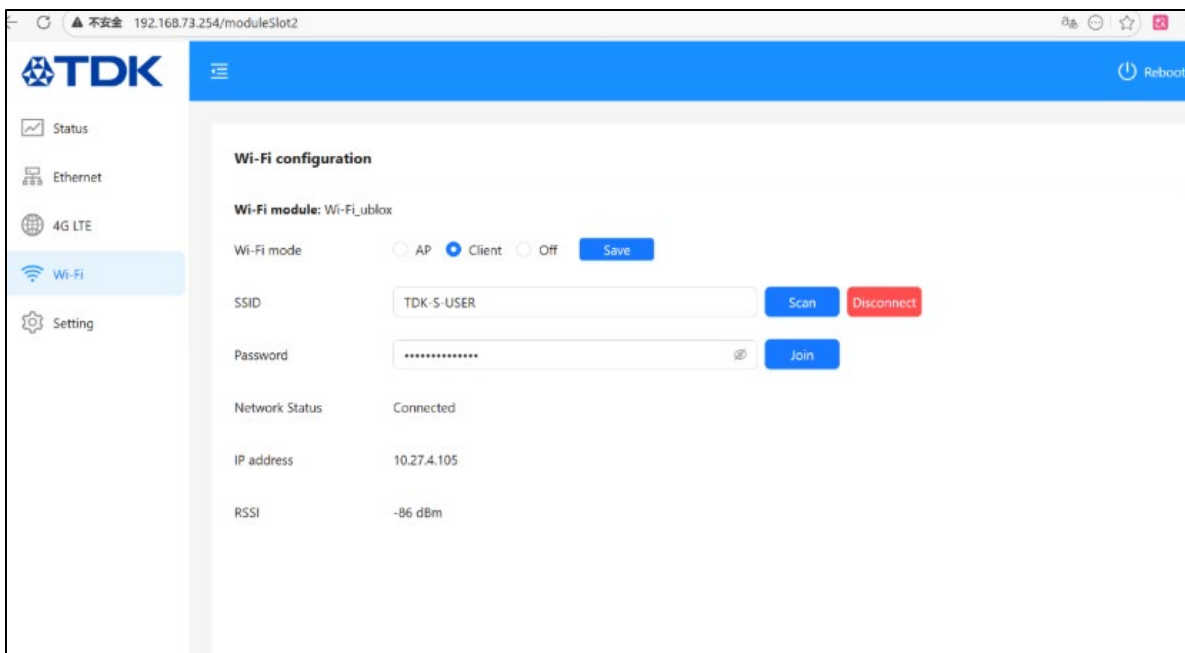 不安全 192.168.73.254/moduleSlot2
TDK
Reboot
Status
Ethernet
4G LTE
Wi-Fi
Setting
Wi-Fi configuration
Wi-Fi module: Wi-Fi_ublox
Wi-Fi mode AP Client Off Save
SSID TDK-S-USER Scan Disconnect
Password •••••••••••••• Join
Network Status Connected
IP address 10.27.4.105
RSSI -86 dBm